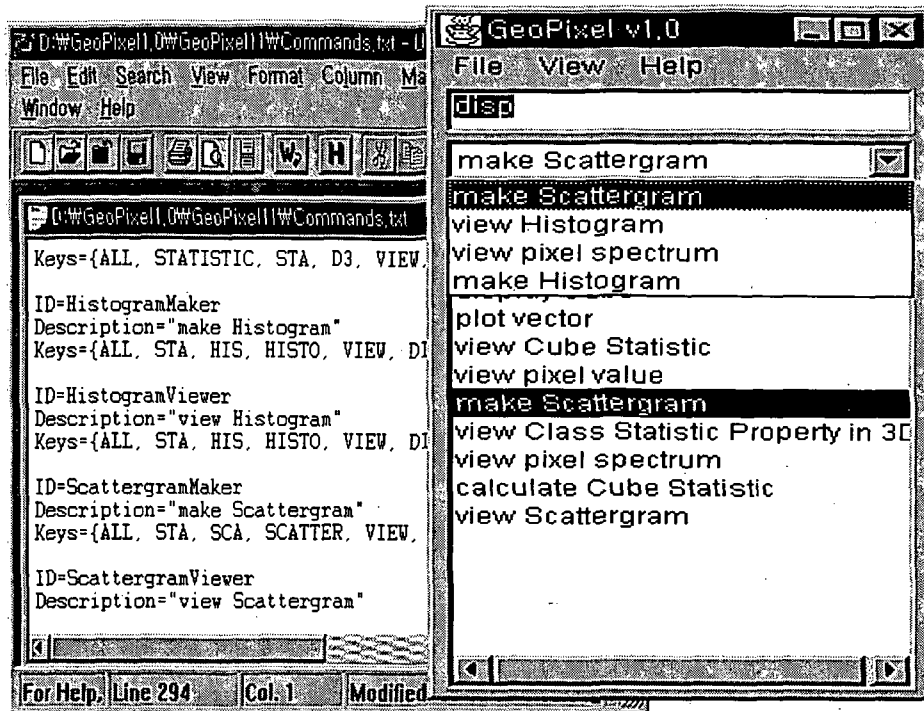 D:₩GeoPixel1,0₩GeoPixel11₩Commands,txt - U
File Edit Search View Format Column Ma
Window Help
D:₩GeoPixel1,0₩GeoPixel11₩Commands,txt
Keys={ALL, STATISTIC, STA, D3, VIEW,
ID=HistogramMaker
Description="make Histogram"
Keys={ALL, STA, HIS, HISTO, VIEW, DI
ID=HistogramViewer
Description="view Histogram"
Keys={ALL, STA, HIS, HISTO, VIEW, DI
ID=ScattergramMaker
Description="make Scattergram"
Keys={ALL, STA, SCA, SCATTER, VIEW,
ID=ScattergramViewer
Description="view Scattergram"
For Help, Line 294 Col. 1 Modified
GeoPixel v1,0
File View Help
disp
make Scattergram
make Scattergram
view Histogram
view pixel spectrum
make Histogram
plot vector
view Cube Statistic
view pixel value
make Scattergram
view Class Statistic Property in 3D
view pixel spectrum
calculate Cube Statistic
view Scattergram